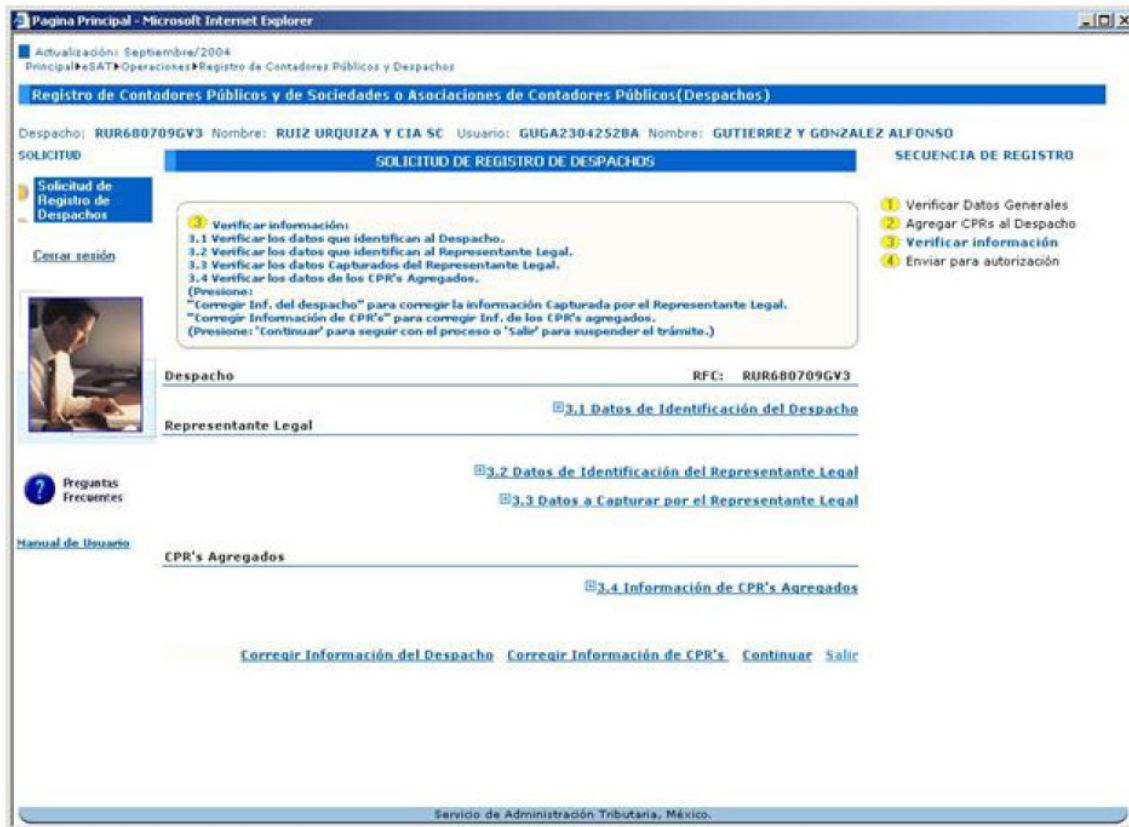 Pagina Principal - Microsoft Internet Explorer
Actualización: Septiembre/2004
Principal▶eSAT▶Operaciones▶Registro de Contadores Públicos y Despachos
Registro de Contadores Públicos y de Sociedades o Asociaciones de Contadores Públicos(Despachos)
Despacho: RUR680709GV3 Nombre: RUIZ URQUIZA Y CIA SC Usuario: GUGA2304252BA Nombre: GUTIERREZ Y GONZALEZ ALFONSO
SOLICITUD
Solicitud de
Registro de
Despachos
Cerrar sesión
Preguntas
Frecuentes
Manual de Usuario
SOLICITUD DE REGISTRO DE DESPACHOS
3 Verificar información:
3.1 Verificar los datos que identifican al Despacho.
3.2 Verificar los datos que identifican al Representante Legal.
3.3 Verificar los datos Capturados del Representante Legal.
3.4 Verificar los datos de los CPR's Agregados.
(Presione:
"Corregir Inf. del despacho" para corregir la información Capturada por el Representante Legal.
"Corregir Información de CPR's" para corregir Inf. de los CPR's agregados.
(Presione: 'Continuar' para seguir con el proceso o 'Salir' para suspender el trámite.)
Despacho RFC: RUR680709GV3
3.1 Datos de Identificación del Despacho
Representante Legal
3.2 Datos de Identificación del Representante Legal
3.3 Datos a Capturar por el Representante Legal
CPR's Agregados
3.4 Información de CPR's Agregados
Corregir Información del Despacho Corregir Información de CPR's Continuar Salir
SECUENCIA DE REGISTRO
1 Verificar Datos Generales
2 Agregar CPRs al Despacho
3 Verificar información
4 Enviar para autorización
Servicio de Administración Tributaria, México.